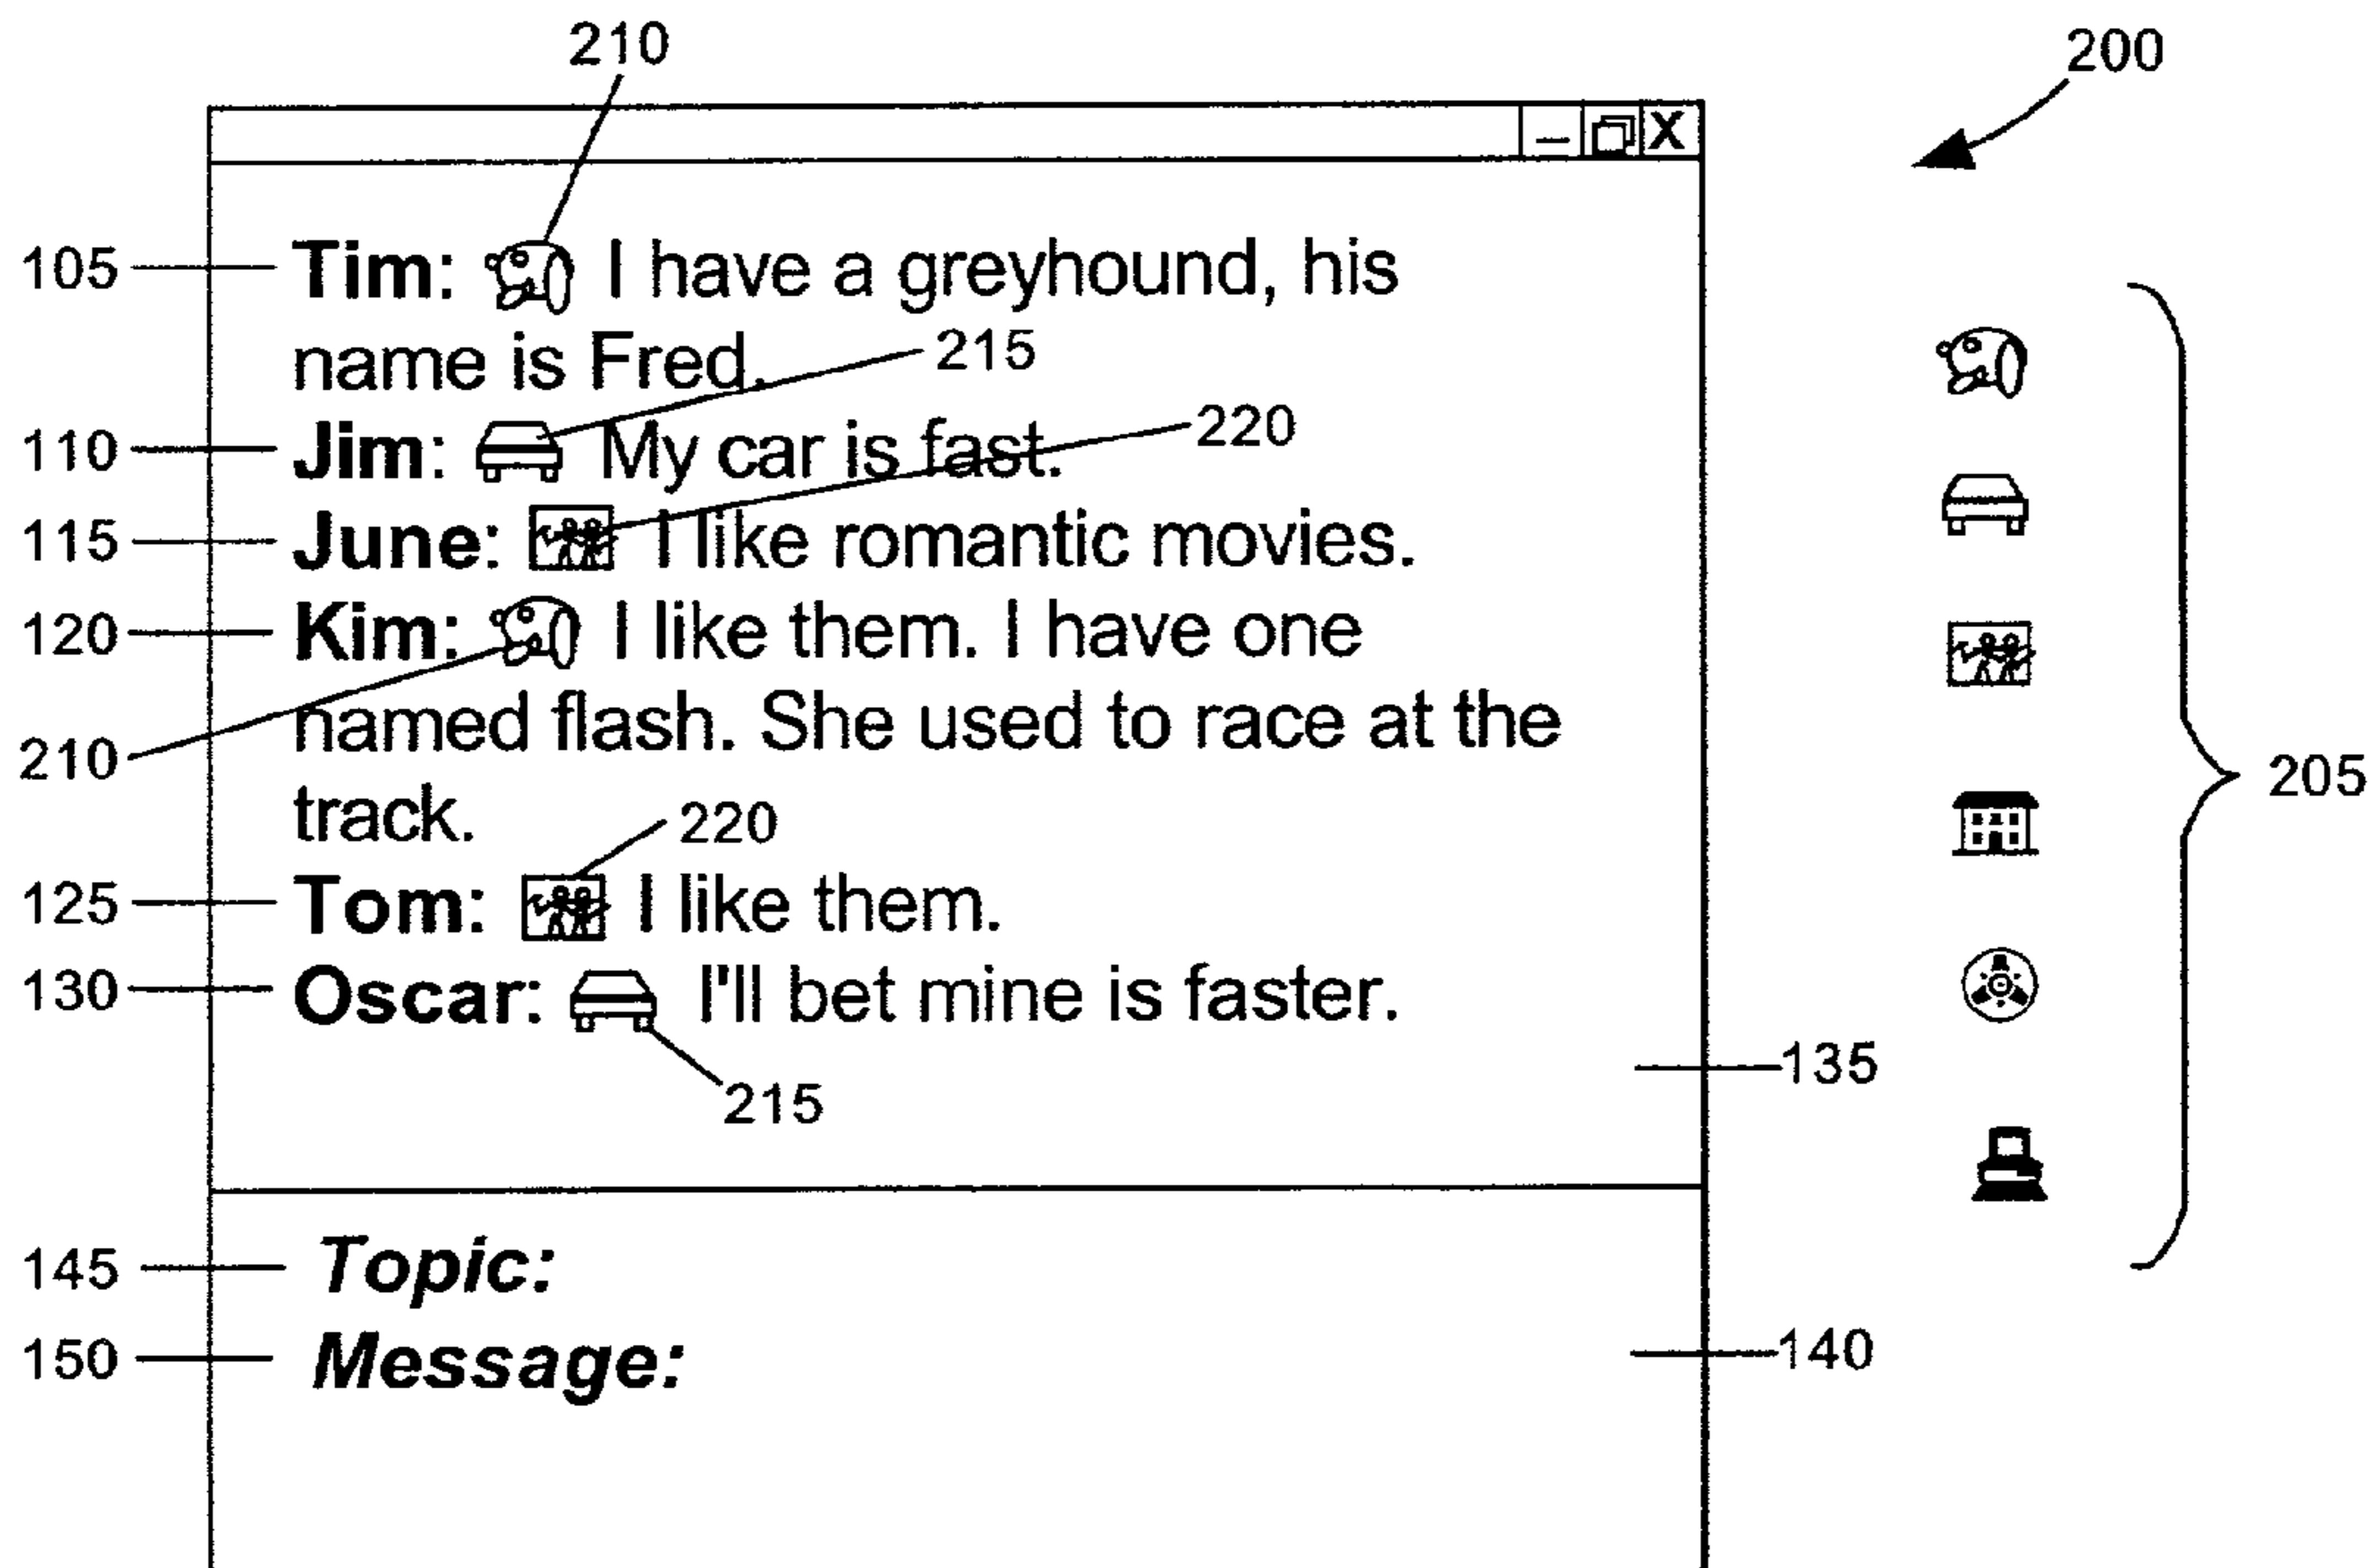 210
200
X
105 Tim: I have a greyhound, his
name is Fred. 215
110 Jim: My car is fast. 220
115 June: I like romantic movies.
120 Kim: I like them. I have one
named flash. She used to race at the
210
205
track. 220
125 Tom: I like them.
130 Oscar: I'll bet mine is faster.
135
215
145 Topic:
150 Message: 140